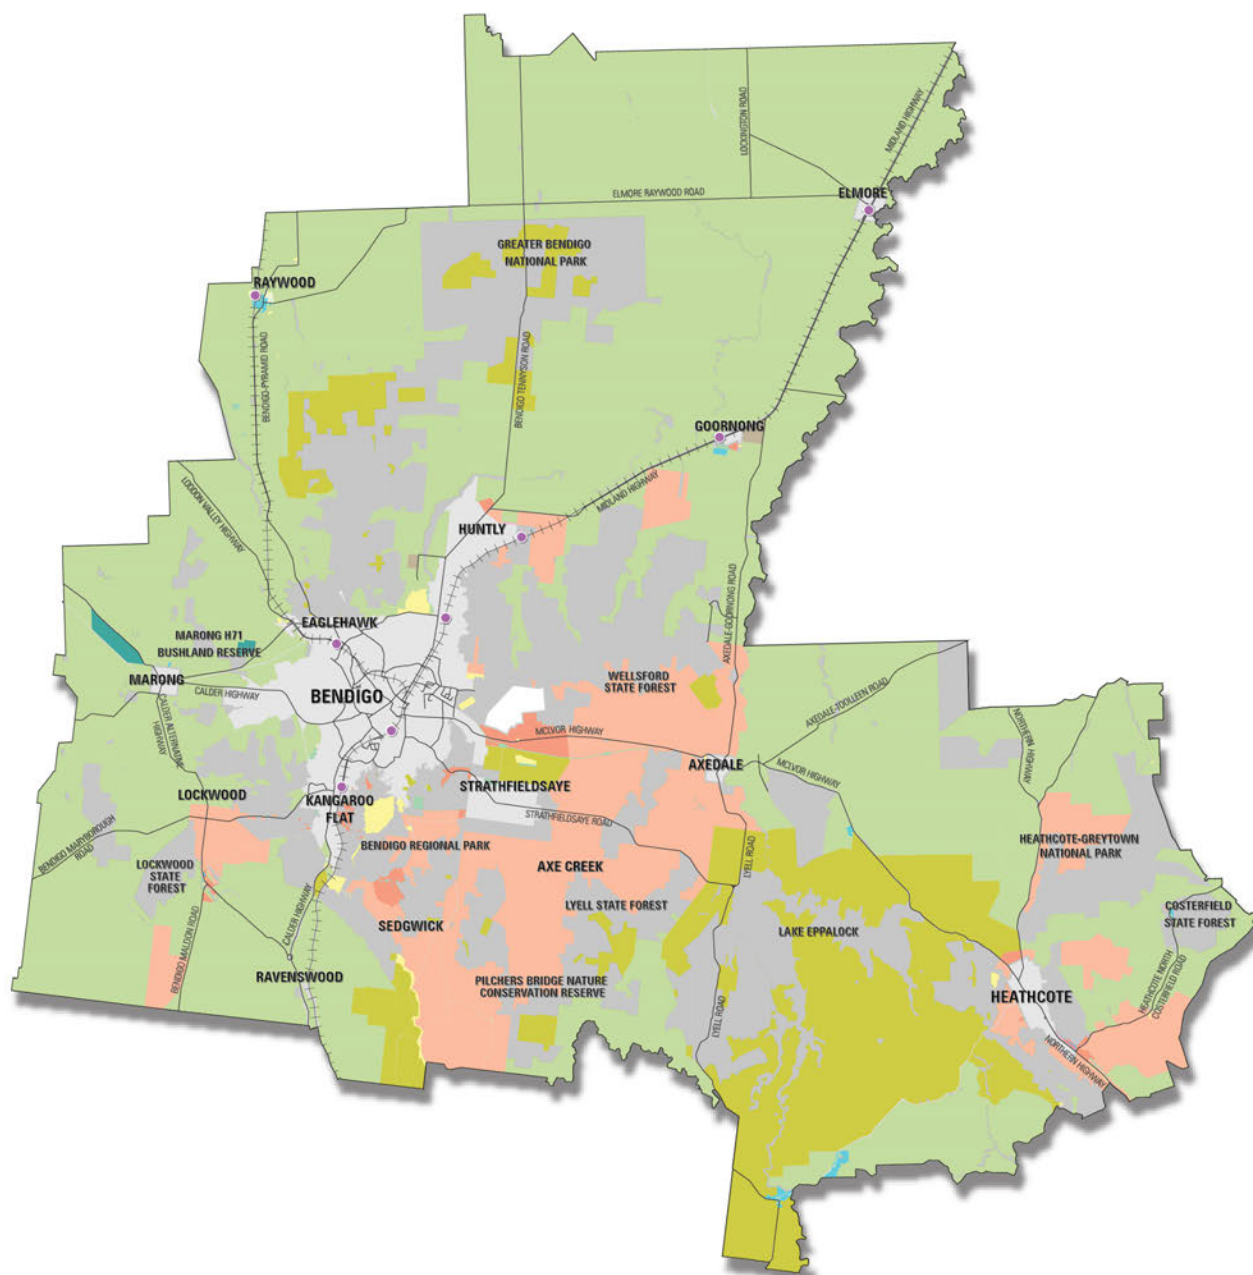 LOCKINGTON ROAD
MIDLAND HIGHWAY
ELMORE RAYWOOD ROAD
ELMORE
GREATER BENDIGO
NATIONAL PARK
RAYWOOD
BENDIGO-PYRAMID ROAD
BENDIGO TENNYSON ROAD
GOORNONG
LODDON VALLEY HIGHWAY
MIDLAND HIGHWAY
HUNTLY
AXEDALE-GOORNONG ROAD
EAGLEHAWK
MARONG H71
BUSHLAND RESERVE
MARONG
CALDER HIGHWAY
BENDIGO
WELLSFORD
STATE FOREST
CALDER ALTERNATIVE
HIGHWAY
MCLVOR HIGHWAY
AXEDALE
AXEDALE-TOOLLEEN ROAD
MCLVOR HIGHWAY
NORTHERN HIGHWAY
LOCKWOOD
KANGAROO
FLAT
STRATHFIELDSAYE
STRATHFIELDSAYE ROAD
BENDIGO MARYBOROUGH
ROAD
BENDIGO REGIONAL PARK
LOCKWOOD
STATE
FOREST
AXE CREEK
LYELL ROAD
HEATHCOTE-GREYTOWN
NATIONAL PARK
CALDER HIGHWAY
BENDIGO MALDON ROAD
SEDGWICK
LYELL STATE FOREST
LAKE EPPALOCK
COSTERFIELD
STATE FOREST
RAVENSWOOD
PILCHERS BRIDGE NATURE
CONSERVATION RESERVE
LYELL ROAD
HEATHCOTE
HEATHCOTE NORTH
COSTERFIELD ROAD
NORTHERN HIGHWAY